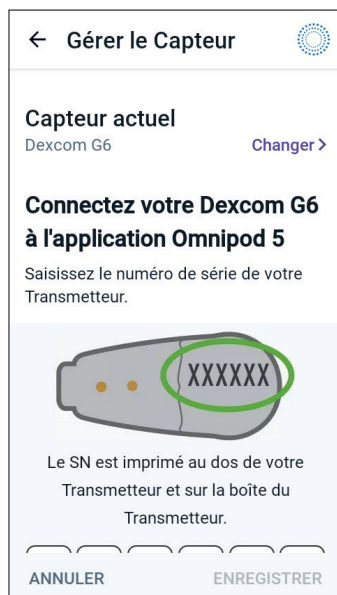 Gérer le Capteur
Capteur actuel
Dexcom G6
Changer >
Connectez votre Dexcom G6
à l'application Omnipod 5
Saisissez le numéro de série de votre
Transmetteur.
XXXXXX
Le SN est imprimé au dos de votre
Transmetteur et sur la boîte du
Transmetteur.
ANNULER
ENREGISTRER